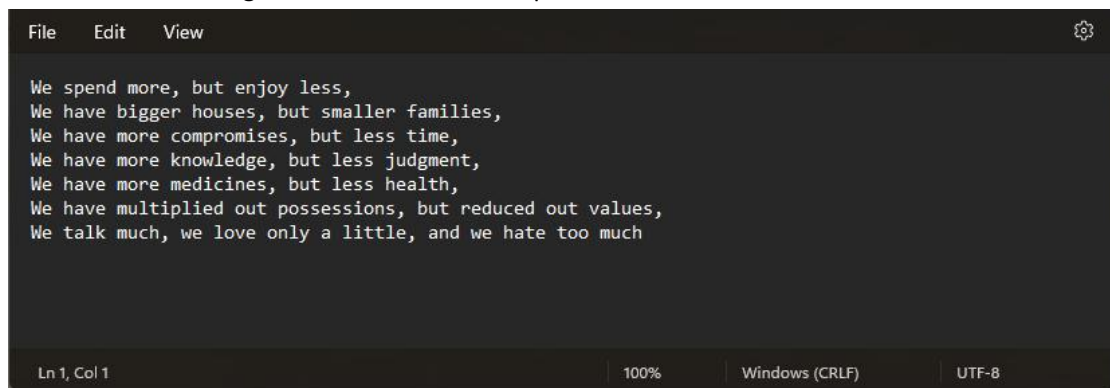 File Edit View
We spend more, but enjoy less,
We have bigger houses, but smaller families,
We have more compromises, but less time,
We have more knowledge, but less judgment,
We have more medicines, but less health,
We have multiplied out possessions, but reduced out values,
We talk much, we love only a little, and we hate too much
Ln 1, Col 1 100% Windows (CRLF) UTF-8